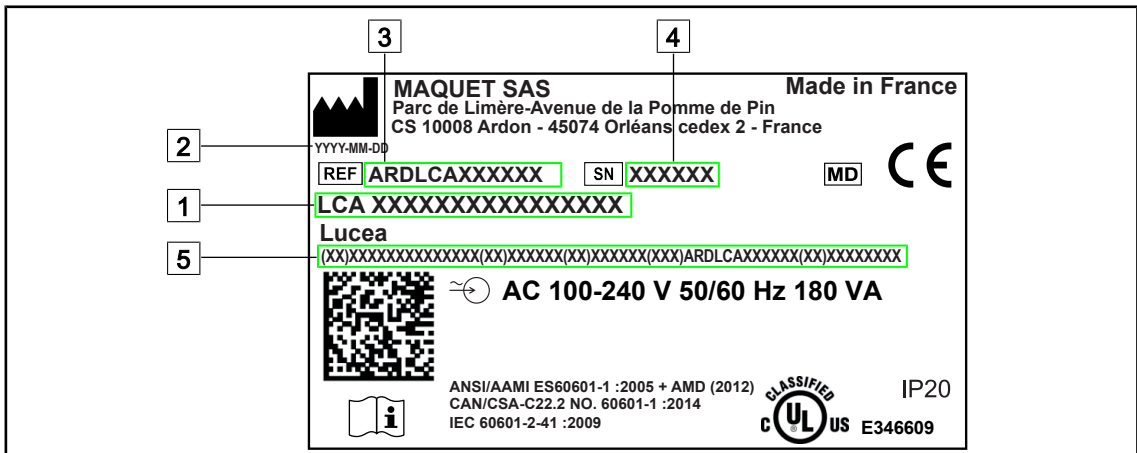 3 4
MAQUET SAS Made in France
Parc de Limère-Avenue de la Pomme de Pin
CS 10008 Ardon - 45074 Orléans cedex 2 - France
2 YYYY-MM-DD
REF ARDLCAXXXXXX SN XXXXXX MD CE
1 LCA XXXXXXXXXXXXXXXX
Lucea
5 (XX)XXXXXXXXXXXXXX(XX)XXXXXX(XX)XXXXXX(XXX)ARDLCAXXXXXX(XX)XXXXXXXX
AC 100-240 V 50/60 Hz 180 VA
ANSI/AAMI ES60601-1 :2005 + AMD (2012)
CAN/CSA-C22.2 NO. 60601-1 :2014
IEC 60601-2-41 :2009
i
CLASSIFIED
C UL US E346609
®
IP20